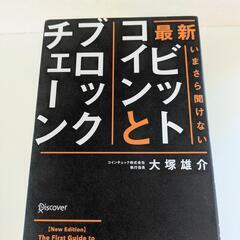 最新
いまさら聞けない
ビット
コインと
ブロック
チェーン
コインチェック株式会社
執行役員
大塚雄介
Discover
【New Edition】
The First Guide to